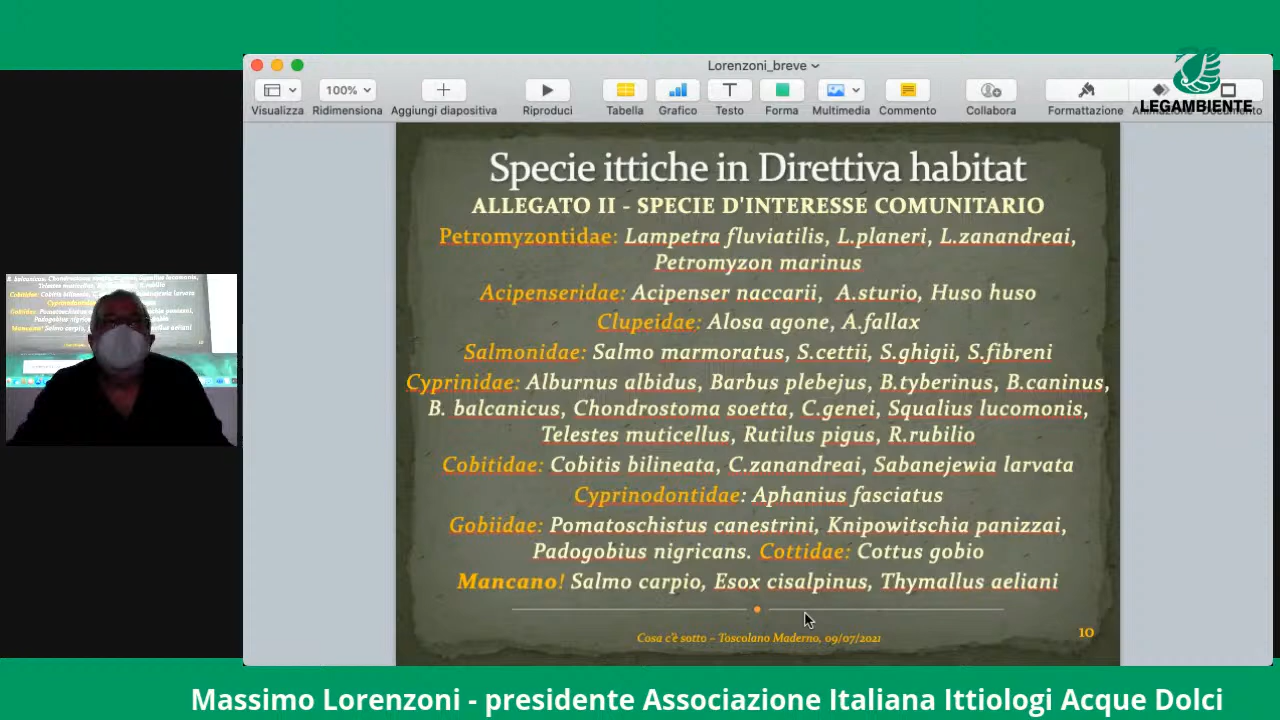 Lorenzoni_breve
LEGAMBIENTE
100%
Visualizza Ridimensiona Aggiungi diapositiva Riproduci Tabella Grafico Testo Forma Multimedia Commento Collabora Formattazione Animazione Documento
Specie ittiche in Direttiva habitat
ALLEGATO II - SPECIE D'INTERESSE COMUNITARIO
Petromyzontidae: Lampetra fluviatilis, L.planeri, L.zanandreai,
Petromyzon marinus
Acipenseridae: Acipenser naccarii, A.sturio, Huso huso
Clupeidae: Alosa agone, A.fallax
Salmonidae: Salmo marmoratus, S.cettii, S.ghigii, S.fibreni
Cyprinidae: Alburnus albidus, Barbus plebejus, B.tyberinus, B.caninus,
B. balcanicus, Chondrostoma soetta, C.genei, Squalius lucomonis,
Telestes muticellus, Rutilus pigus, R.rubilio
Cobitidae: Cobitis bilineata, C.zanandreai, Sabanejewia larvata
Cyprinodontidae: Aphanius fasciatus
Gobiidae: Pomatoschistus canestrini, Knipowitschia panizzai,
Padogobius nigricans. Cottidae: Cottus gobio
Mancano! Salmo carpio, Esox cisalpinus, Thymallus aeliani
Cosa c'è sotto – Toscolano Maderno, 09/07/2021
10
Massimo Lorenzoni - presidente Associazione Italiana Ittiologi Acque Dolci